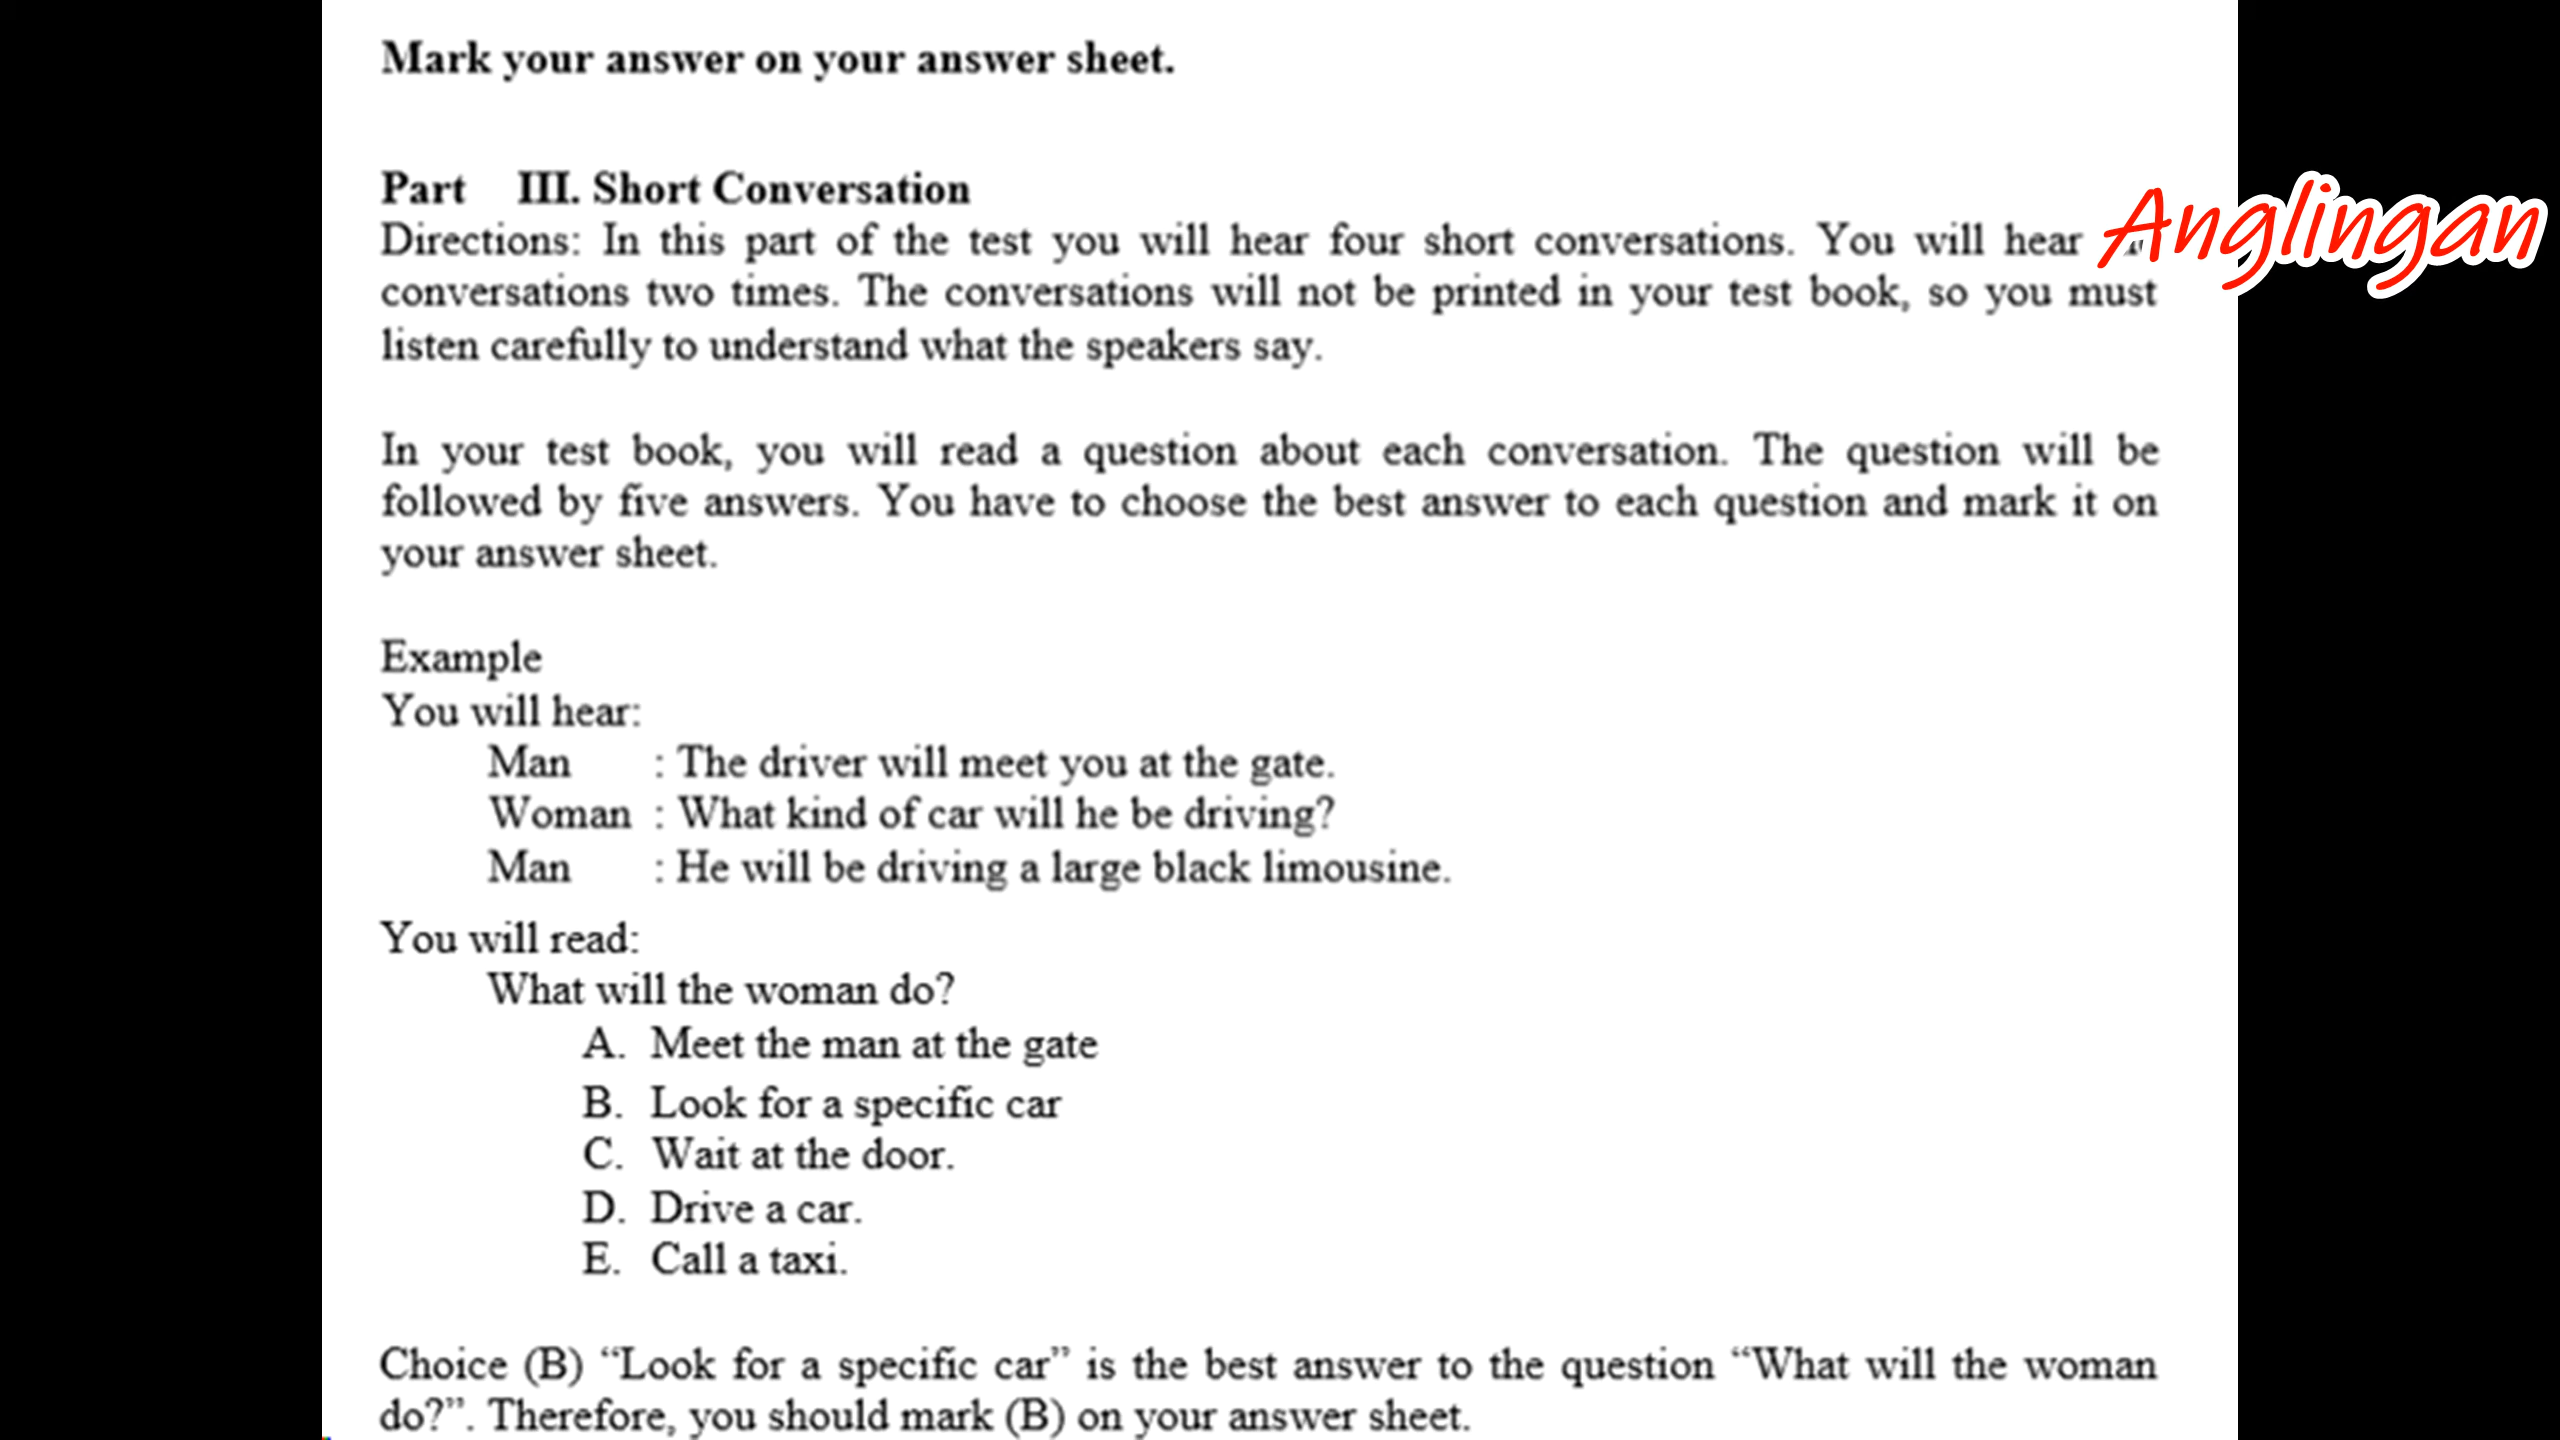 Mark your answer on your answer sheet.
Part III. Short Conversation
Directions: In this part of the test you will hear four short conversations. You will hear
Anglingan
conversations two times. The conversations will not be printed in your test book, so you must
listen carefully to understand what the speakers say.
In your test book, you will read a question about each conversation. The question will be
followed by five answers. You have to choose the best answer to each question and mark it on
your answer sheet.
Example
You will hear:
Man : The driver will meet you at the gate.
Woman : What kind of car will he be driving?
Man : He will be driving a large black limousine.
You will read:
What will the woman do?
A. Meet the man at the gate
B. Look for a specific car
C. Wait at the door.
D. Drive a car.
E. Call a taxi.
Choice (B) “Look for a specific car” is the best answer to the question “What will the woman
do?”. Therefore, you should mark (B) on your answer sheet.